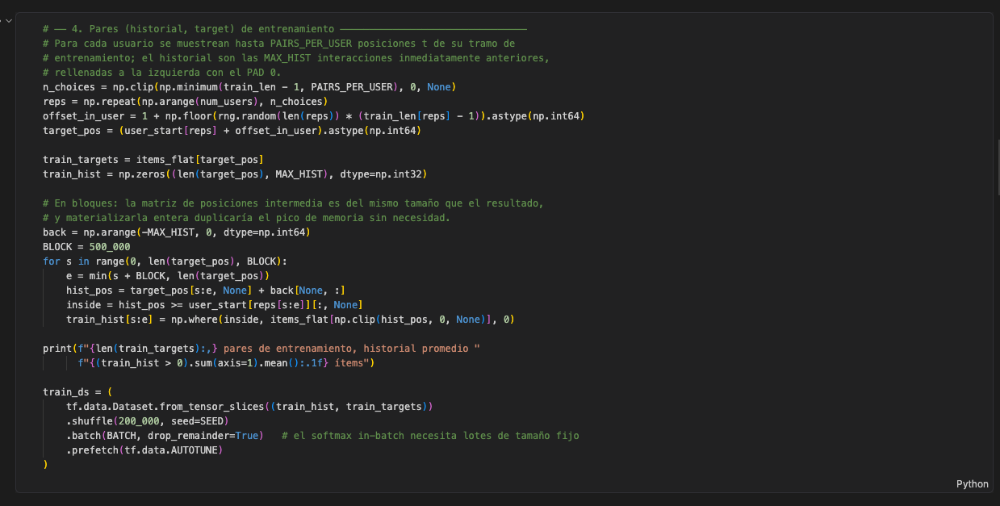 # —— 4. Pares (historial, target) de entrenamiento ————————————————
# Para cada usuario se muestrean hasta PAIRS_PER_USER posiciones t de su tramo de
# entrenamiento; el historial son las MAX_HIST interacciones inmediatamente anteriores,
# rellenadas a la izquierda con el PAD 0.
n_choices = np.clip(np.minimum(train_len - 1, PAIRS_PER_USER), 0, None)
reps = np.repeat(np.arange(num_users), n_choices)
offset_in_user = 1 + np.floor(rng.random(len(reps)) * (train_len[reps] - 1)).astype(np.int64)
target_pos = (user_start[reps] + offset_in_user).astype(np.int64)

train_targets = items_flat[target_pos]
train_hist = np.zeros((len(target_pos), MAX_HIST), dtype=np.int32)

# En bloques: la matriz de posiciones intermedia es del mismo tamaño que el resultado,
# y materializarla entera duplicaría el pico de memoria sin necesidad.
back = np.arange(-MAX_HIST, 0, dtype=np.int64)
BLOCK = 500_000
for s in range(0, len(target_pos), BLOCK):
    e = min(s + BLOCK, len(target_pos))
    hist_pos = target_pos[s:e, None] + back[None, :]
    inside = hist_pos >= user_start[reps[s:e]][:, None]
    train_hist[s:e] = np.where(inside, items_flat[np.clip(hist_pos, 0, None)], 0)

print(f"{len(train_targets):,} pares de entrenamiento, historial promedio "
      f"{(train_hist > 0).sum(axis=1).mean():.1f} ítems")

train_ds = (
    tf.data.Dataset.from_tensor_slices((train_hist, train_targets))
    .shuffle(200_000, seed=SEED)
    .batch(BATCH, drop_remainder=True)   # el softmax in-batch necesita lotes de tamaño fijo
    .prefetch(tf.data.AUTOTUNE)
)
Python